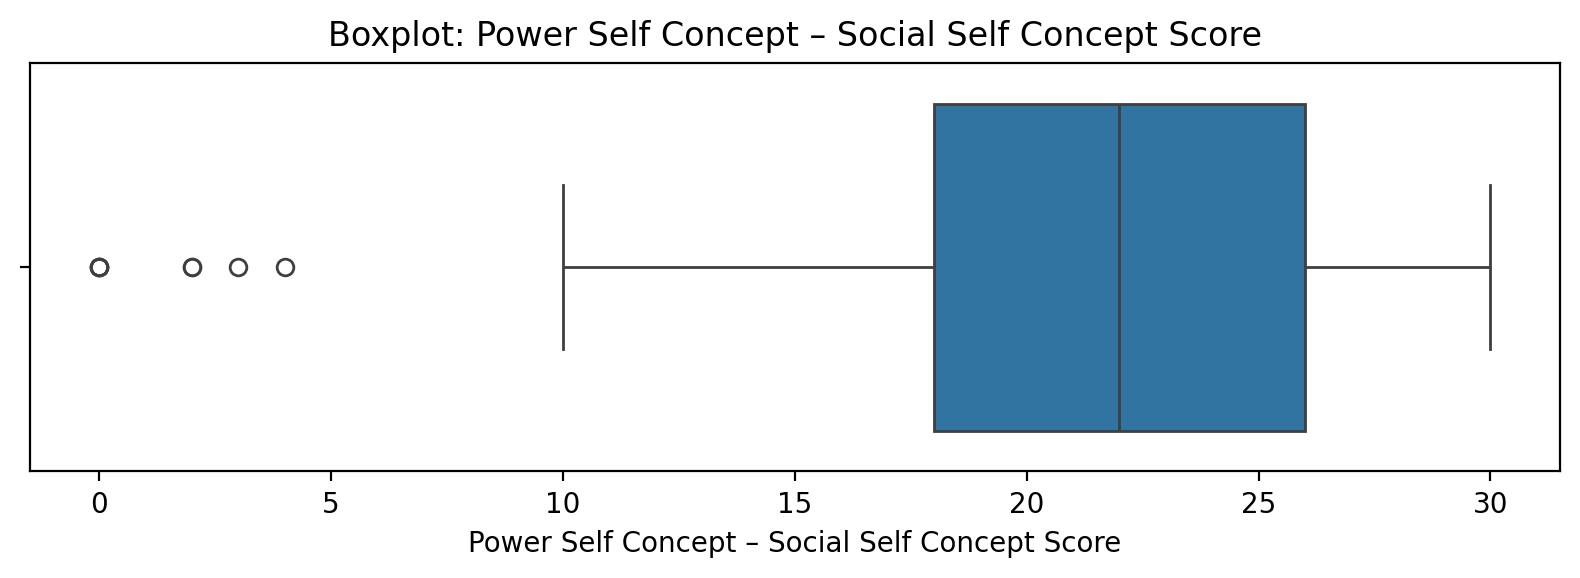 Boxplot: Power Self Concept – Social Self Concept Score
0 5 10 15 20 25 30
Power Self Concept – Social Self Concept Score